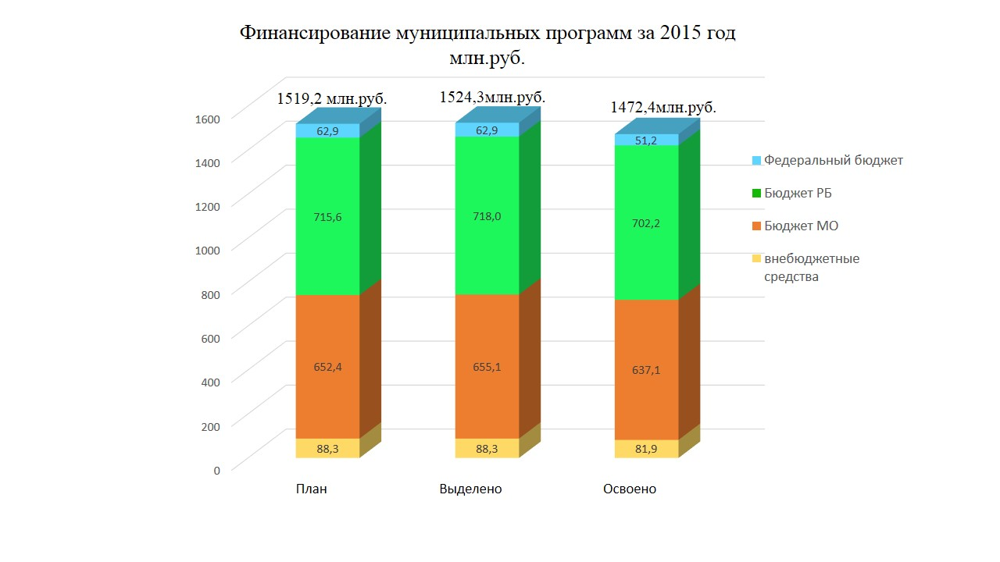 Финансирование муниципальных программ за 2015 год
млн.руб.
1519,2 млн.руб.
1524,3млн.руб.
1472,4млн.руб.
1600
1400
1200
1000
800
600
400
200
0
62,9
62,9
51,2
715,6
718,0
702,2
652,4
655,1
637,1
88,3
88,3
81,9
План
Выделено
Освоено
Федеральный бюджет
Бюджет РБ
Бюджет МО
внебюджетные
средства